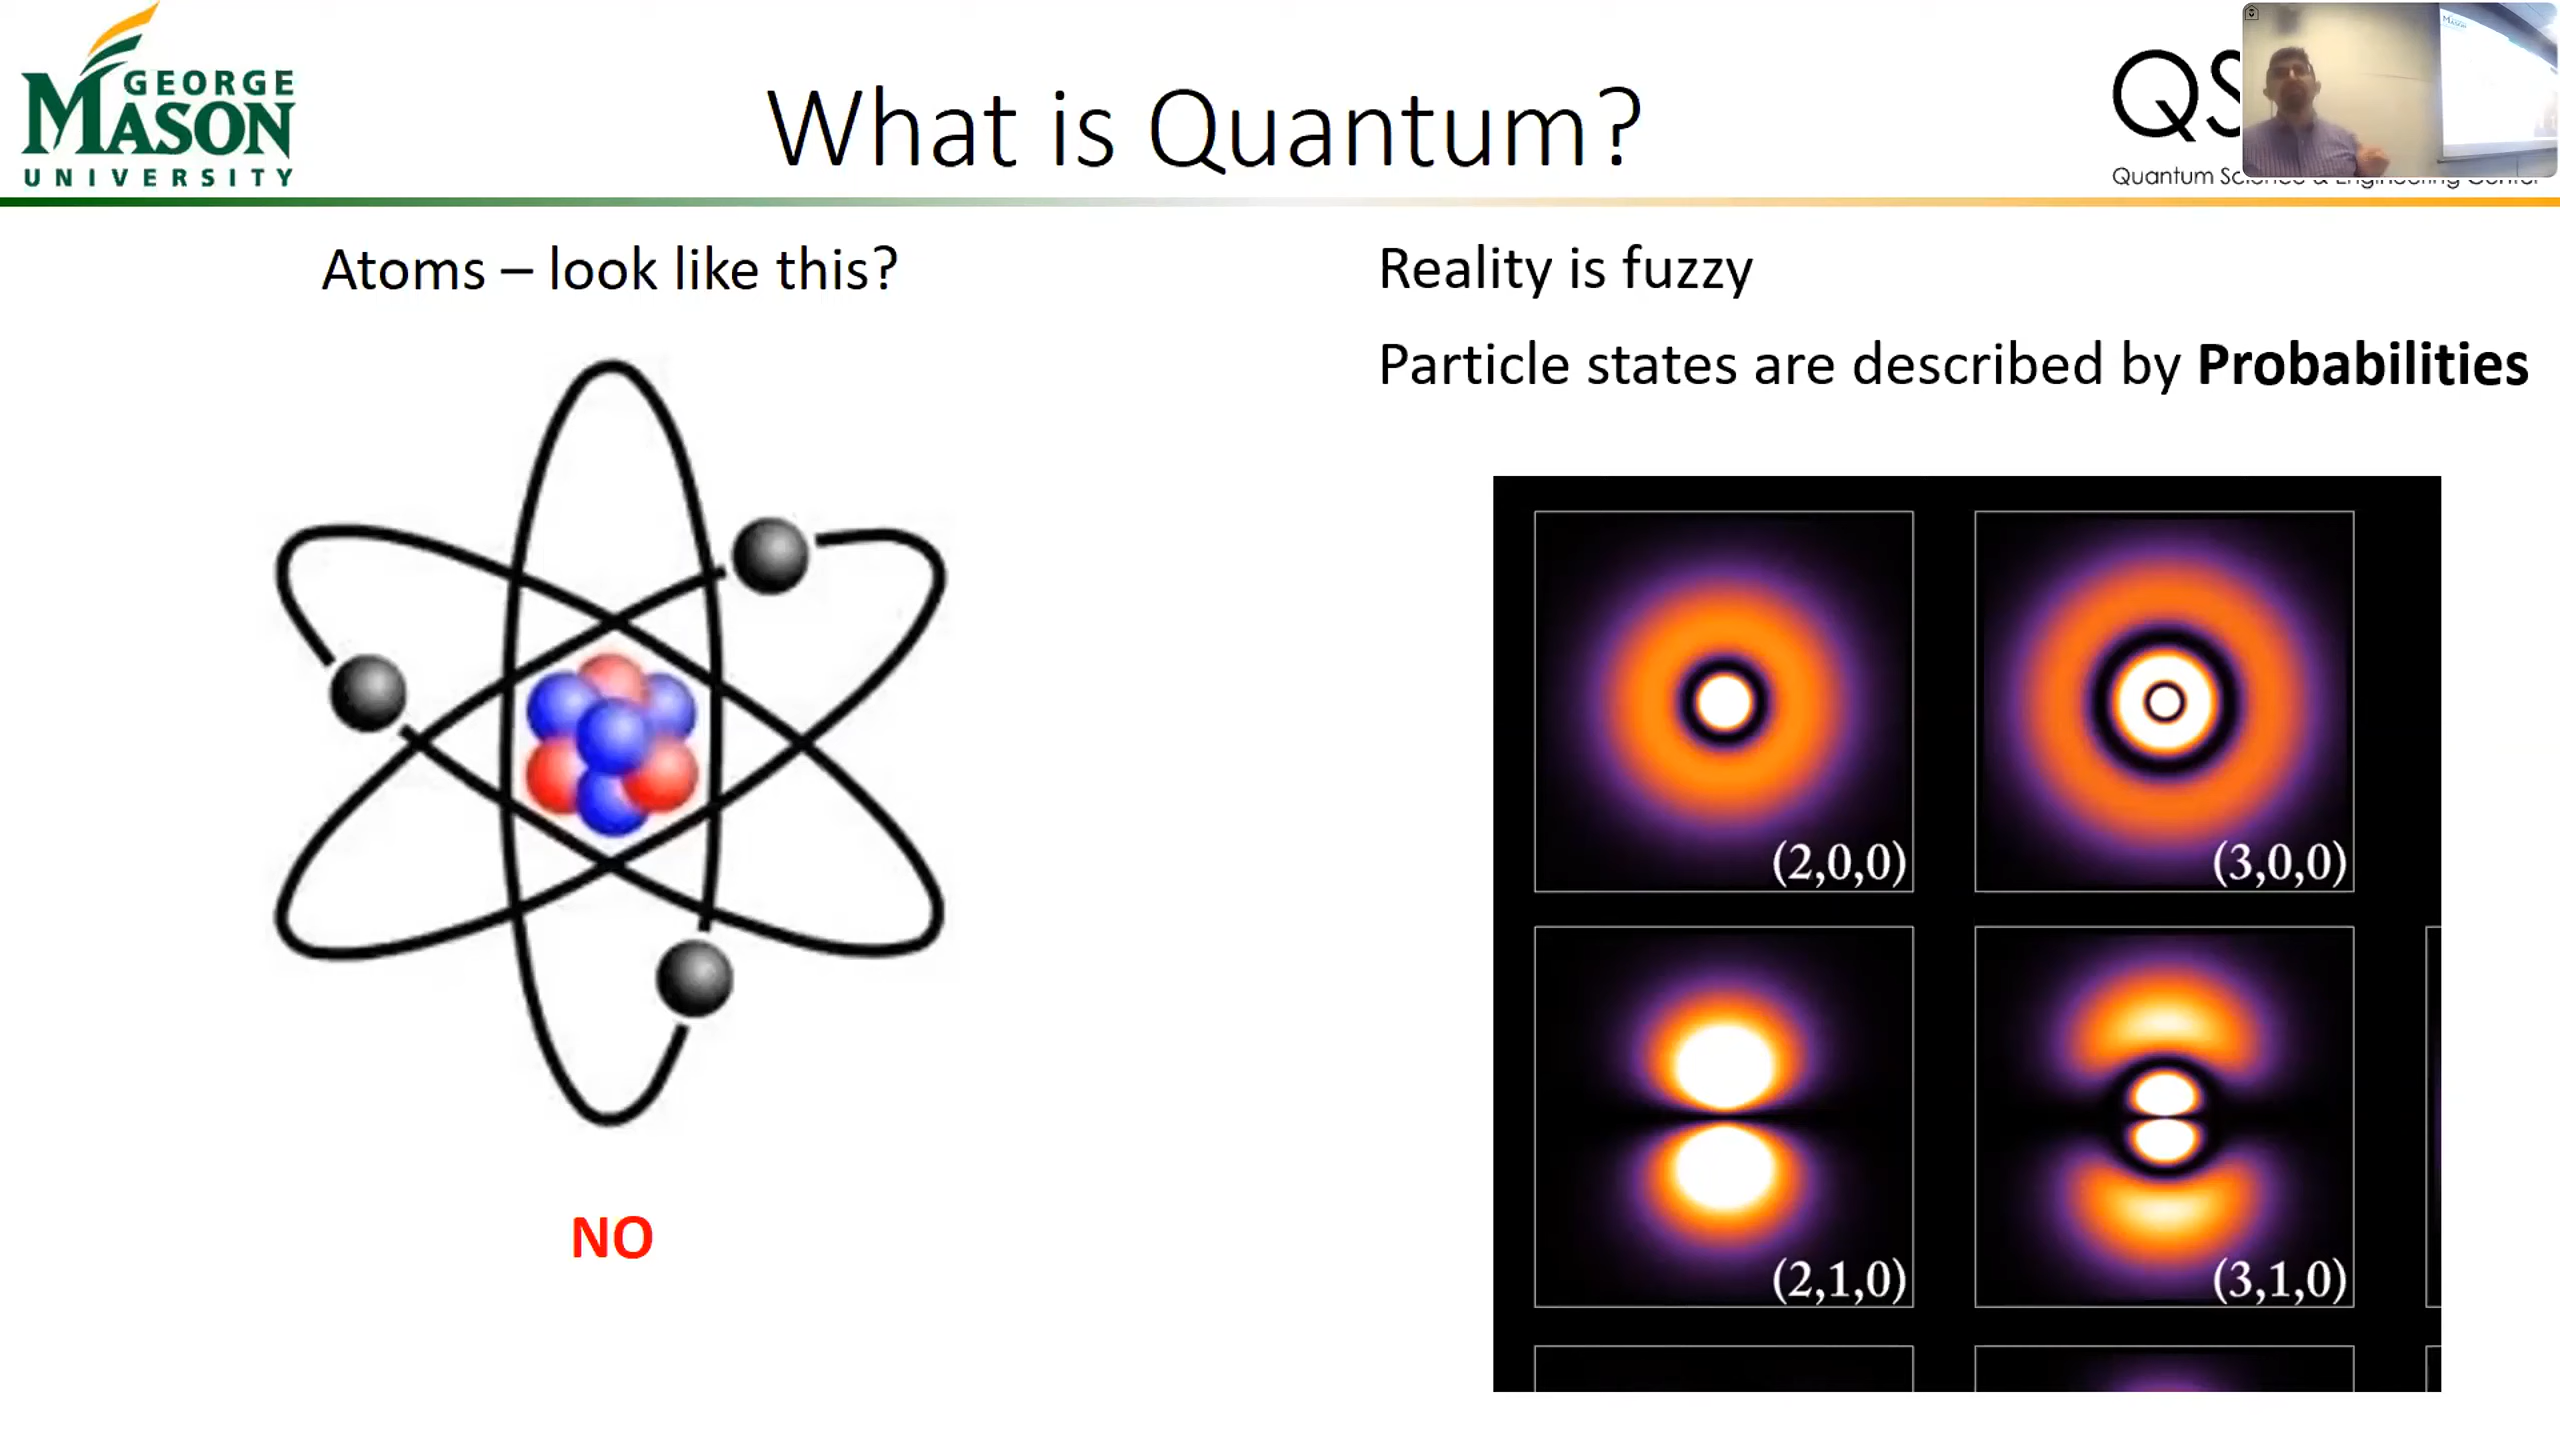 GEORGE
MASON
UNIVERSITY
What is Quantum?
QS
Quantum
Atoms – look like this?
NO
Reality is fuzzy
Particle states are described by Probabilities
(2,0,0)
(3,0,0)
(2,1,0)
(3,1,0)